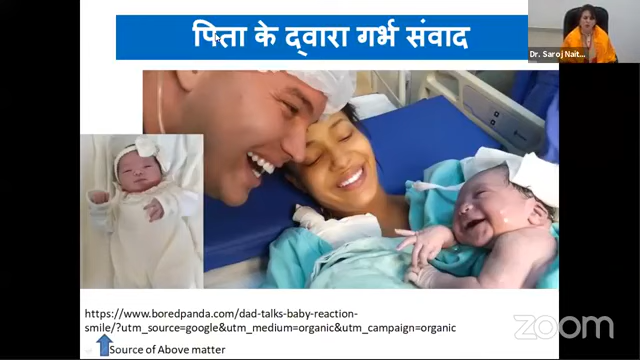 पिता के द्वारा गर्भ संवाद
Dr. Saroj Nait...
https://www.boredpanda.com/dad-talks-baby-reaction-
smile/?utm_source=google&utm_medium=organic&utm_campaign=organic
Source of Above matter
zoom